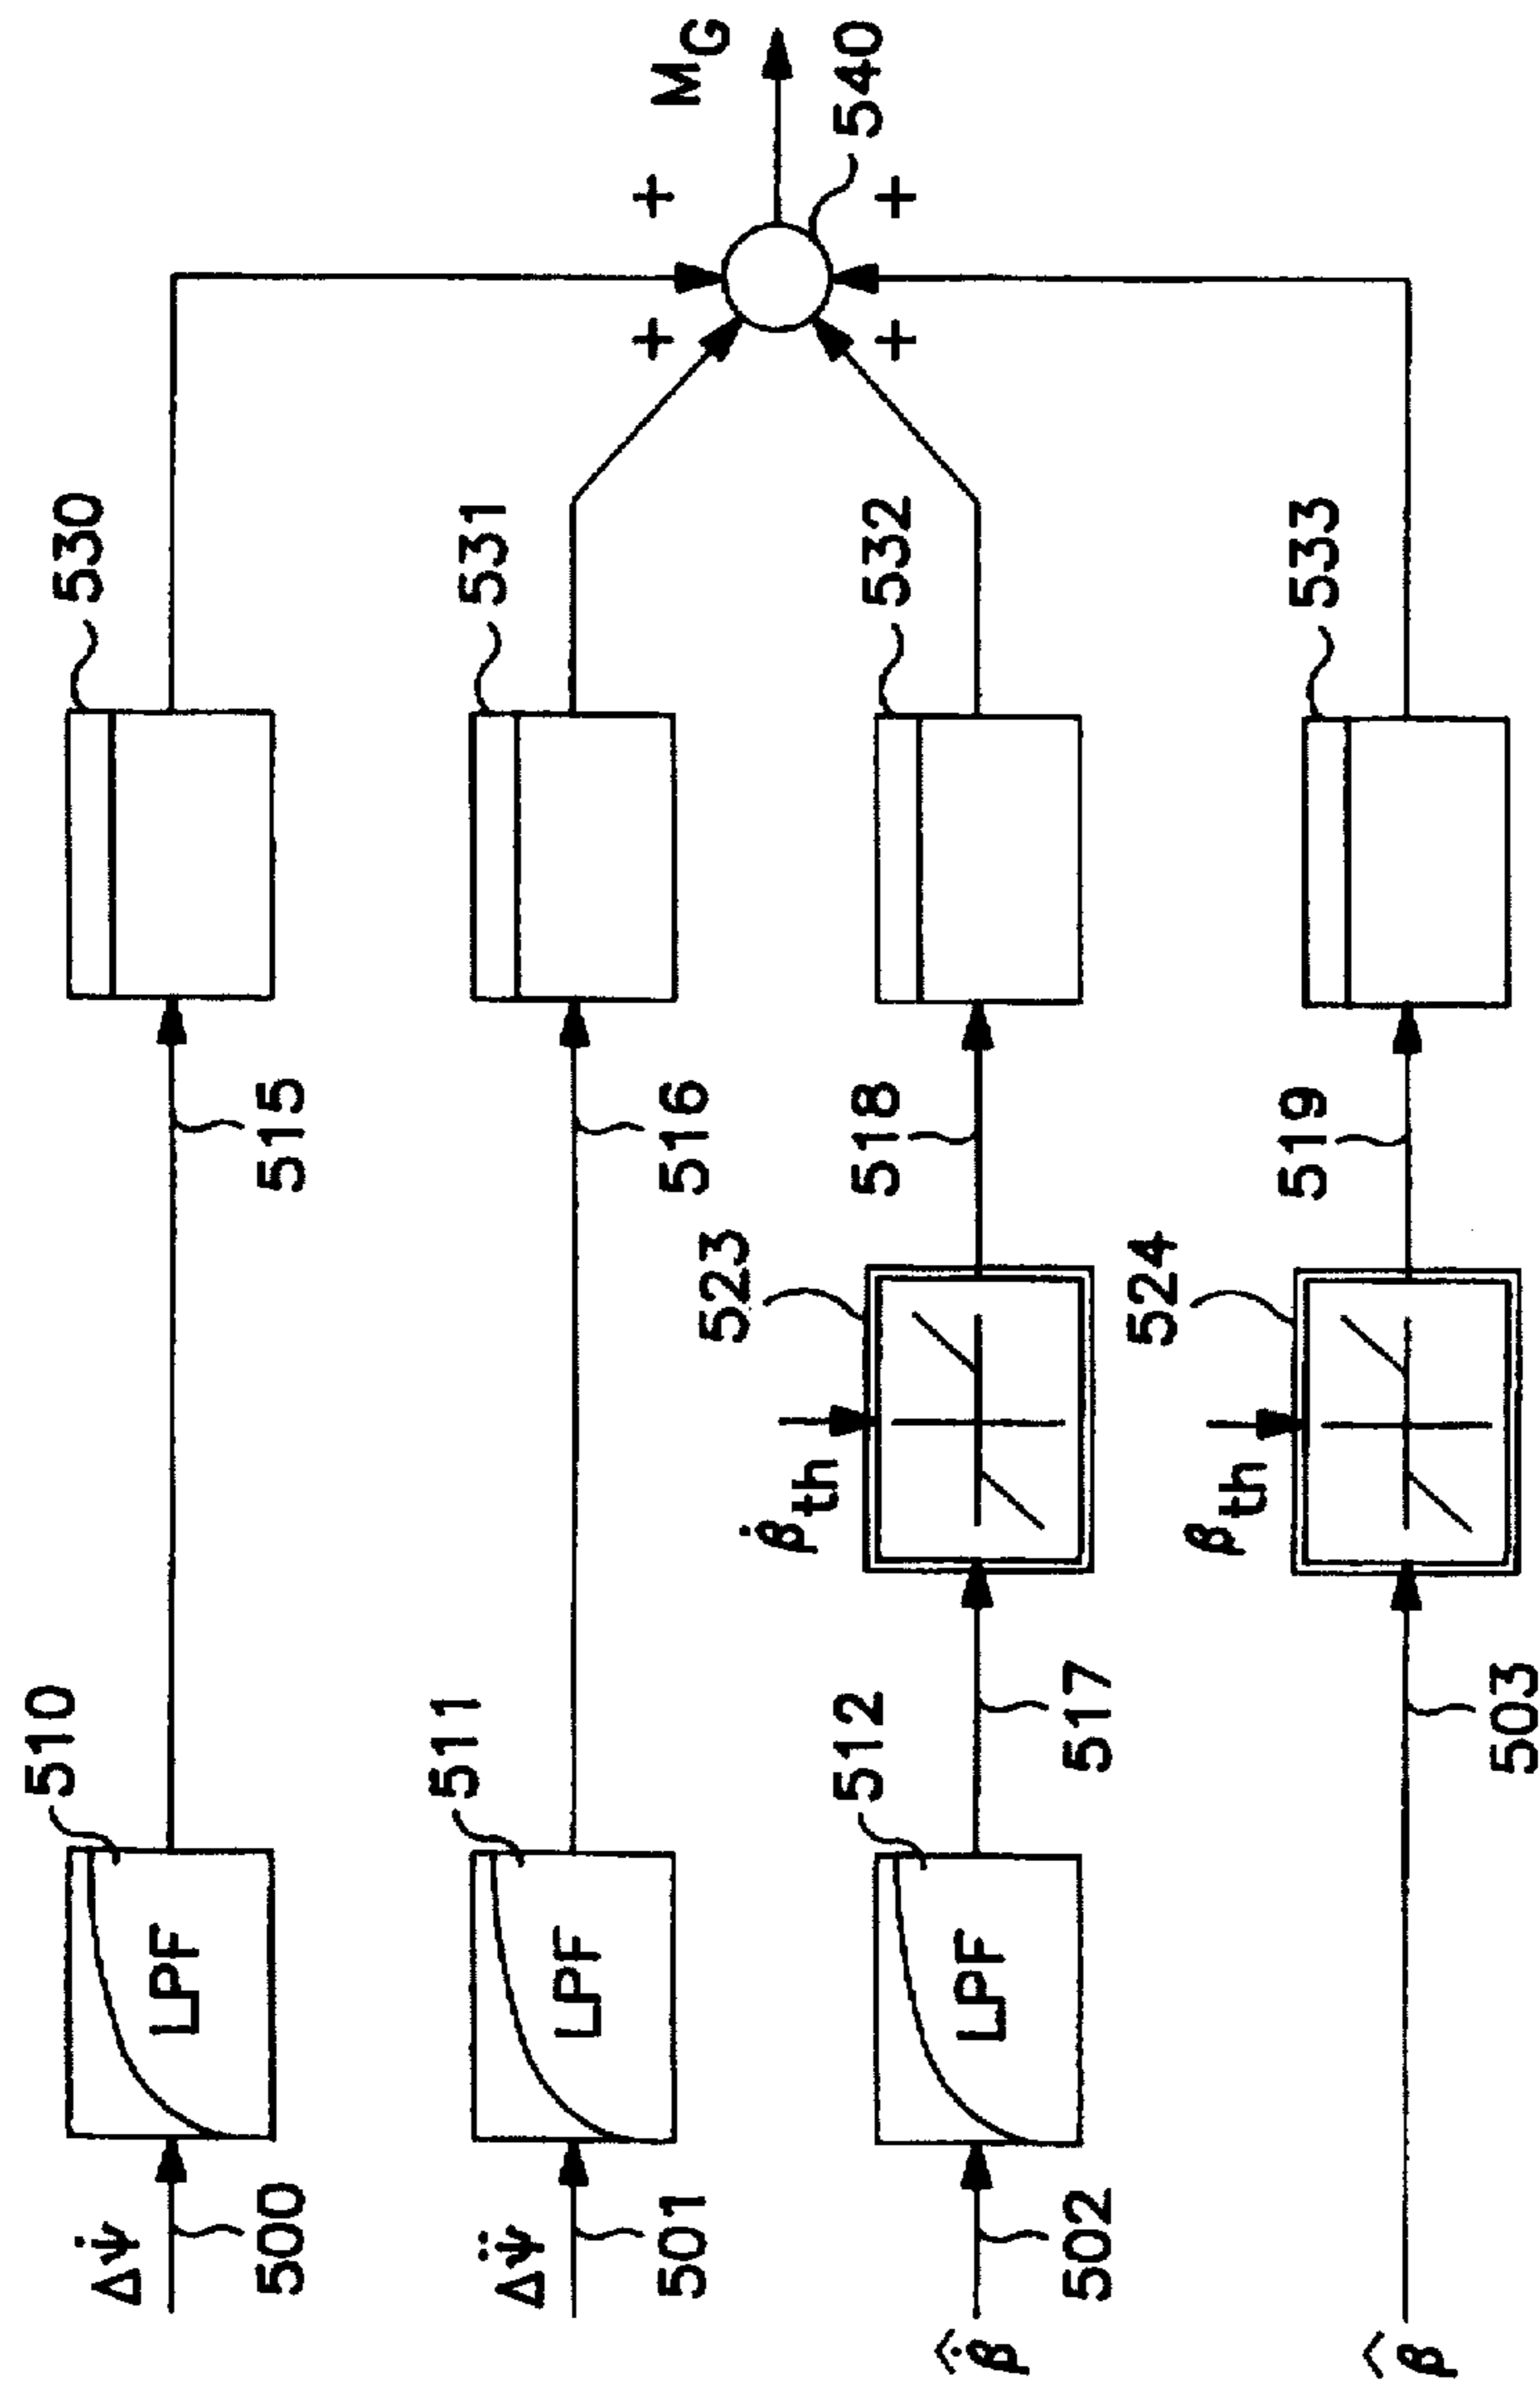 Δψ̇ 500 LPF 510 515 530
Δψ̈ 501 LPF 511 516 531
β̇̂ 502 LPF 512 517 β̇th 523 518 532
β̂ 503 βth 524 519 533
+ + + + 540 MG